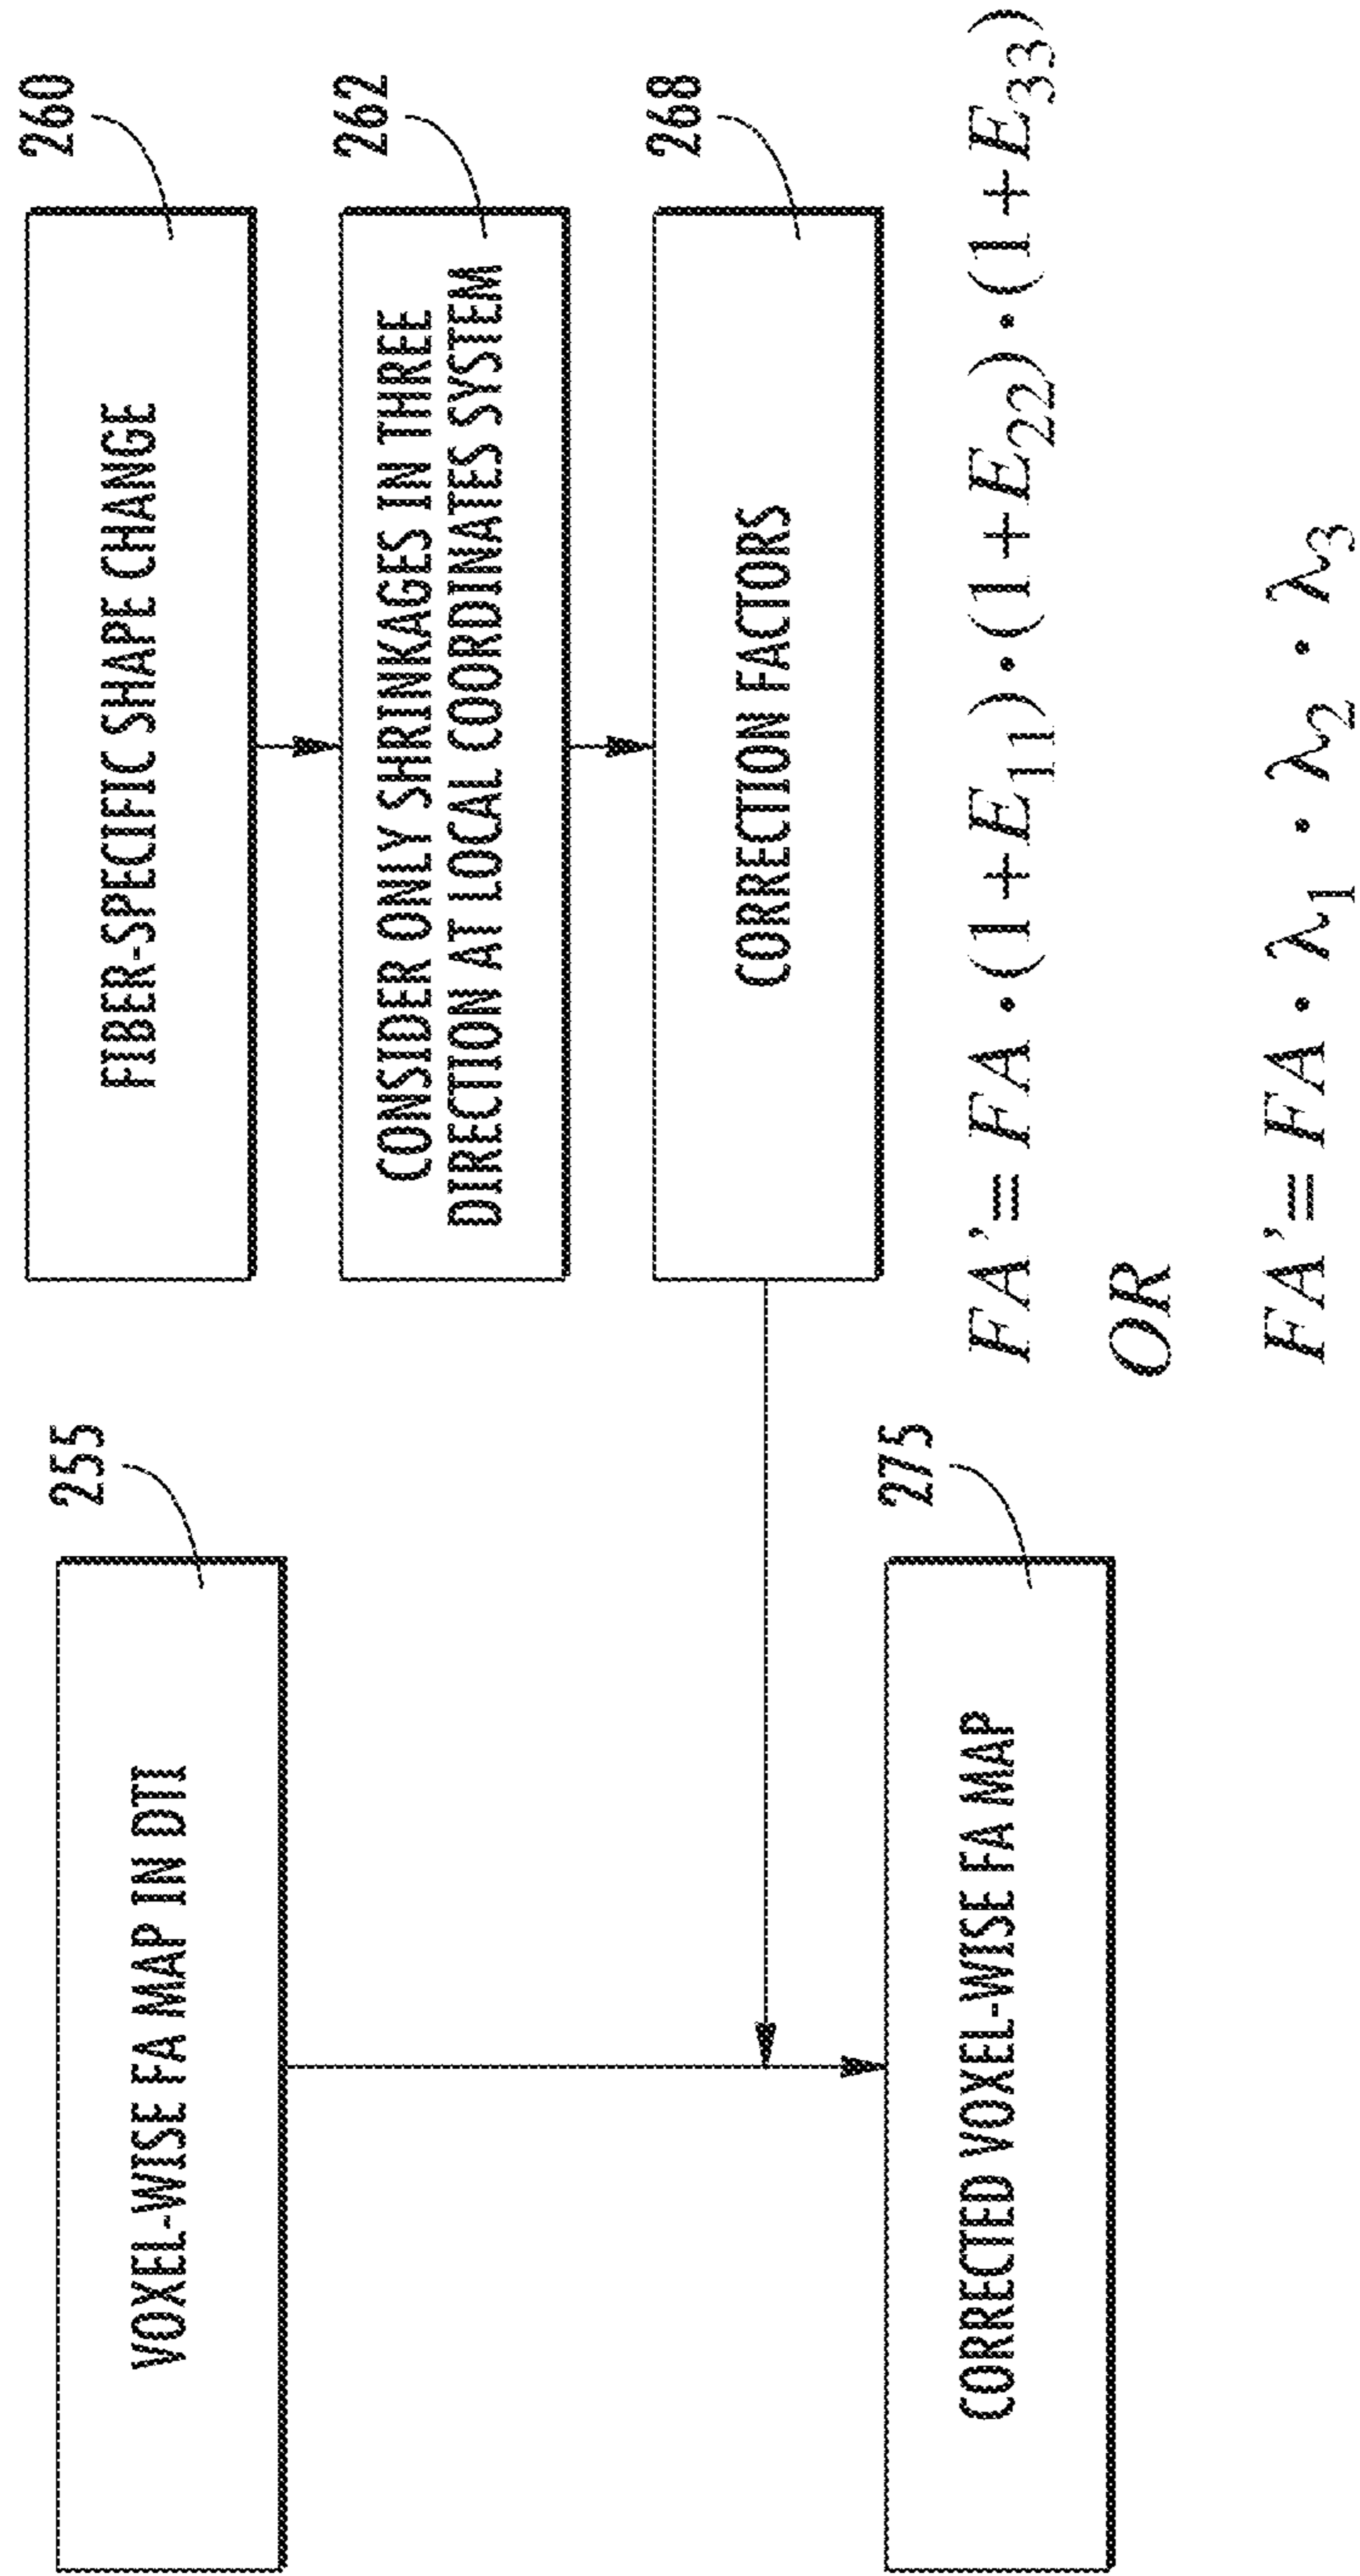 255
VOXEL-WISE FA MAP IN DTI
260
FIBER-SPECIFIC SHAPE CHANGE
262
CONSIDER ONLY SHRINKAGES IN THREE
DIRECTION AT LOCAL COORDINATES SYSTEM
268
CORRECTION FACTORS
275
CORRECTED VOXEL-WISE FA MAP
FA'= FA · (1+E₁₁) · (1+E₂₂) · (1+E₃₃)
OR
FA'= FA · λ₁ · λ₂ · λ₃